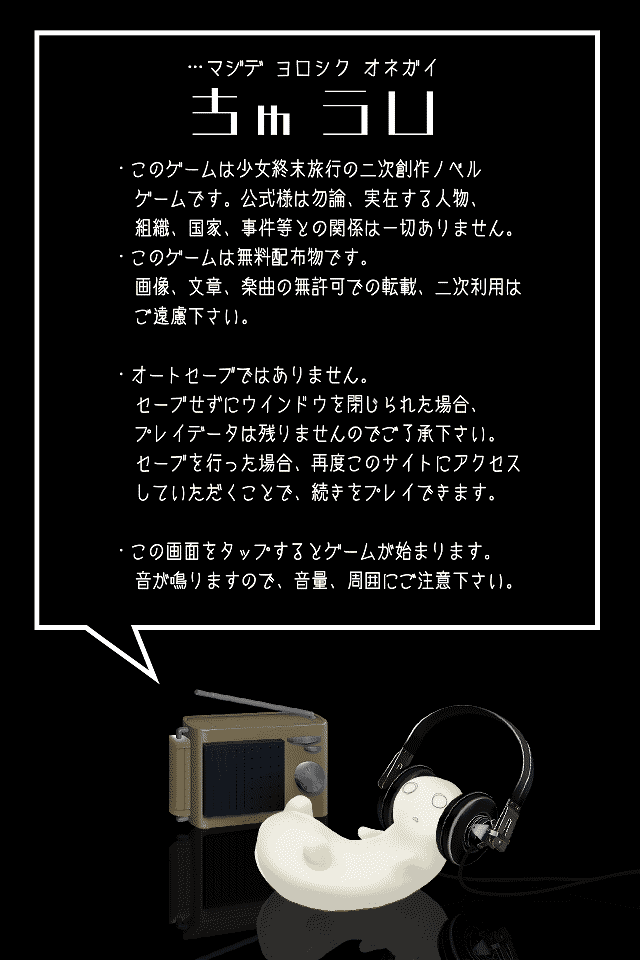 …マジデ ヨロシク オネガイ
ちゅうい
・このゲームは少女終末旅行の二次創作ノベル
ゲームです。公式様は勿論、実在する人物、
組織、国家、事件等との関係は一切ありません。
・このゲームは無料配布物です。
画像、文章、楽曲の無許可での転載、二次利用は
ご遠慮下さい。
・オートセーブではありません。
セーブせずにウインドウを閉じられた場合、
プレイデータは残りませんのでご了承下さい。
セーブを行った場合、再度このサイトにアクセス
していただくことで、続きをプレイできます。
・この画面をタップするとゲームが始まります。
音が鳴りますので、音量、周囲にご注意下さい。